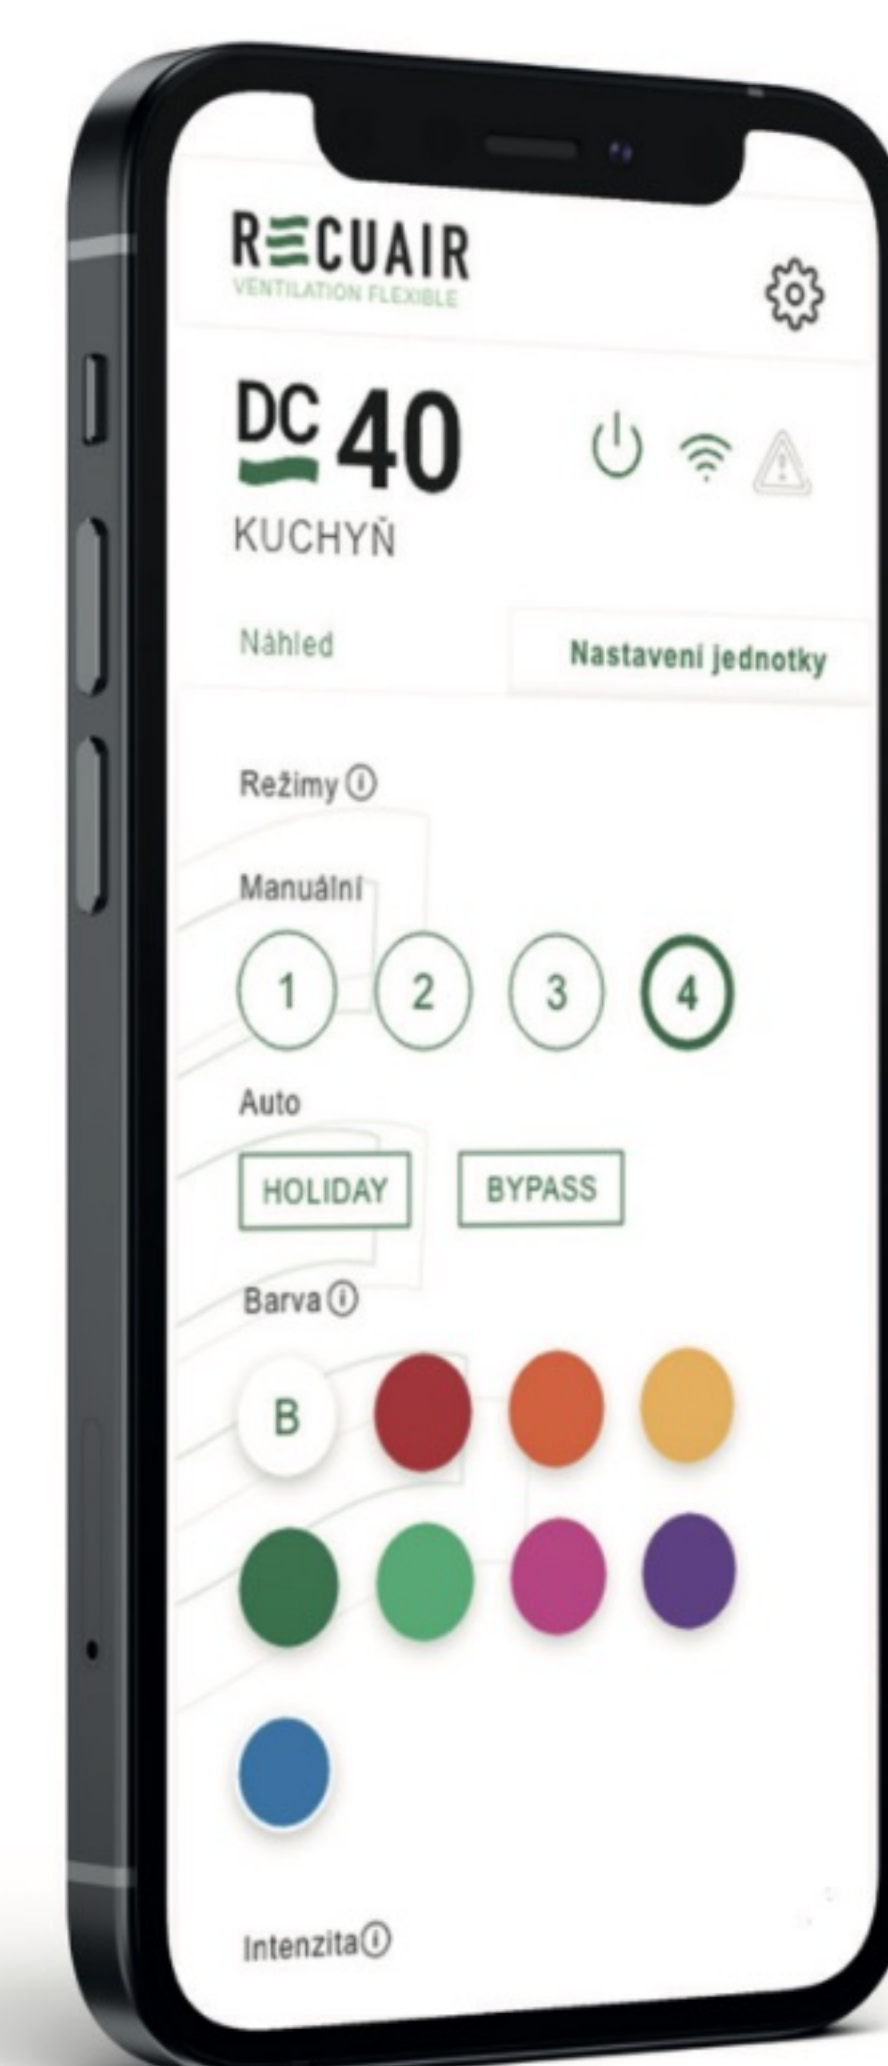 RECUAIR
VENTILATION FLEXIBLE
DC 40
KUCHYŇ
Náhled
Nastavení jednotky
Režimy
Manuální
1 2 3 4
Auto
HOLIDAY BYPASS
Barva
B
Intenzita